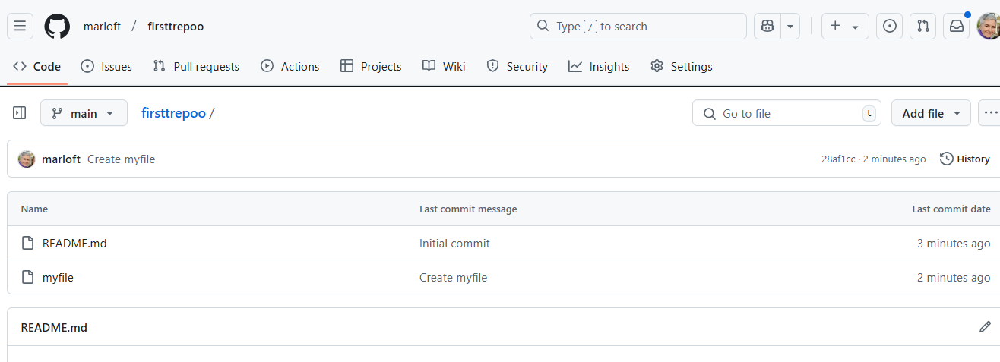 marloft / firsttrepoo Type / to search
Code Issues Pull requests Actions Projects Wiki Security Insights Settings
main firsttrepoo / Go to file t Add file
marloft Create myfile 28af1cc · 2 minutes ago History
Name Last commit message Last commit date
README.md Initial commit 3 minutes ago
myfile Create myfile 2 minutes ago
README.md